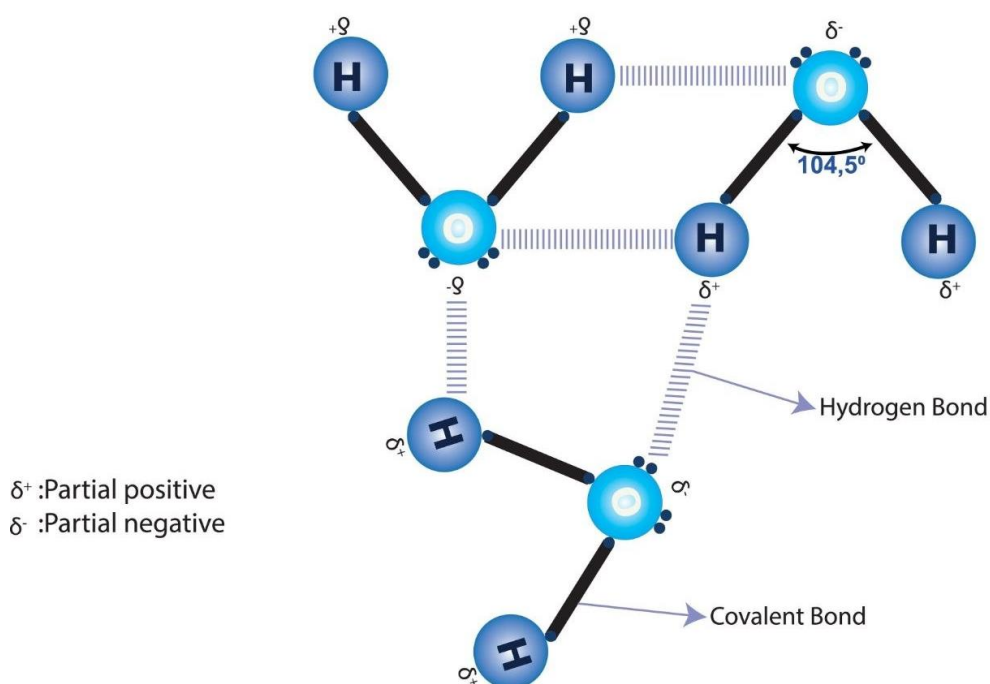 δ+
δ+
δ-
H
H
O
104,5º
O
H
H
δ-
δ+
δ+
Hydrogen Bond
H
δ+
δ-
O
δ+ :Partial positive
δ- :Partial negative
Covalent Bond
H
δ+